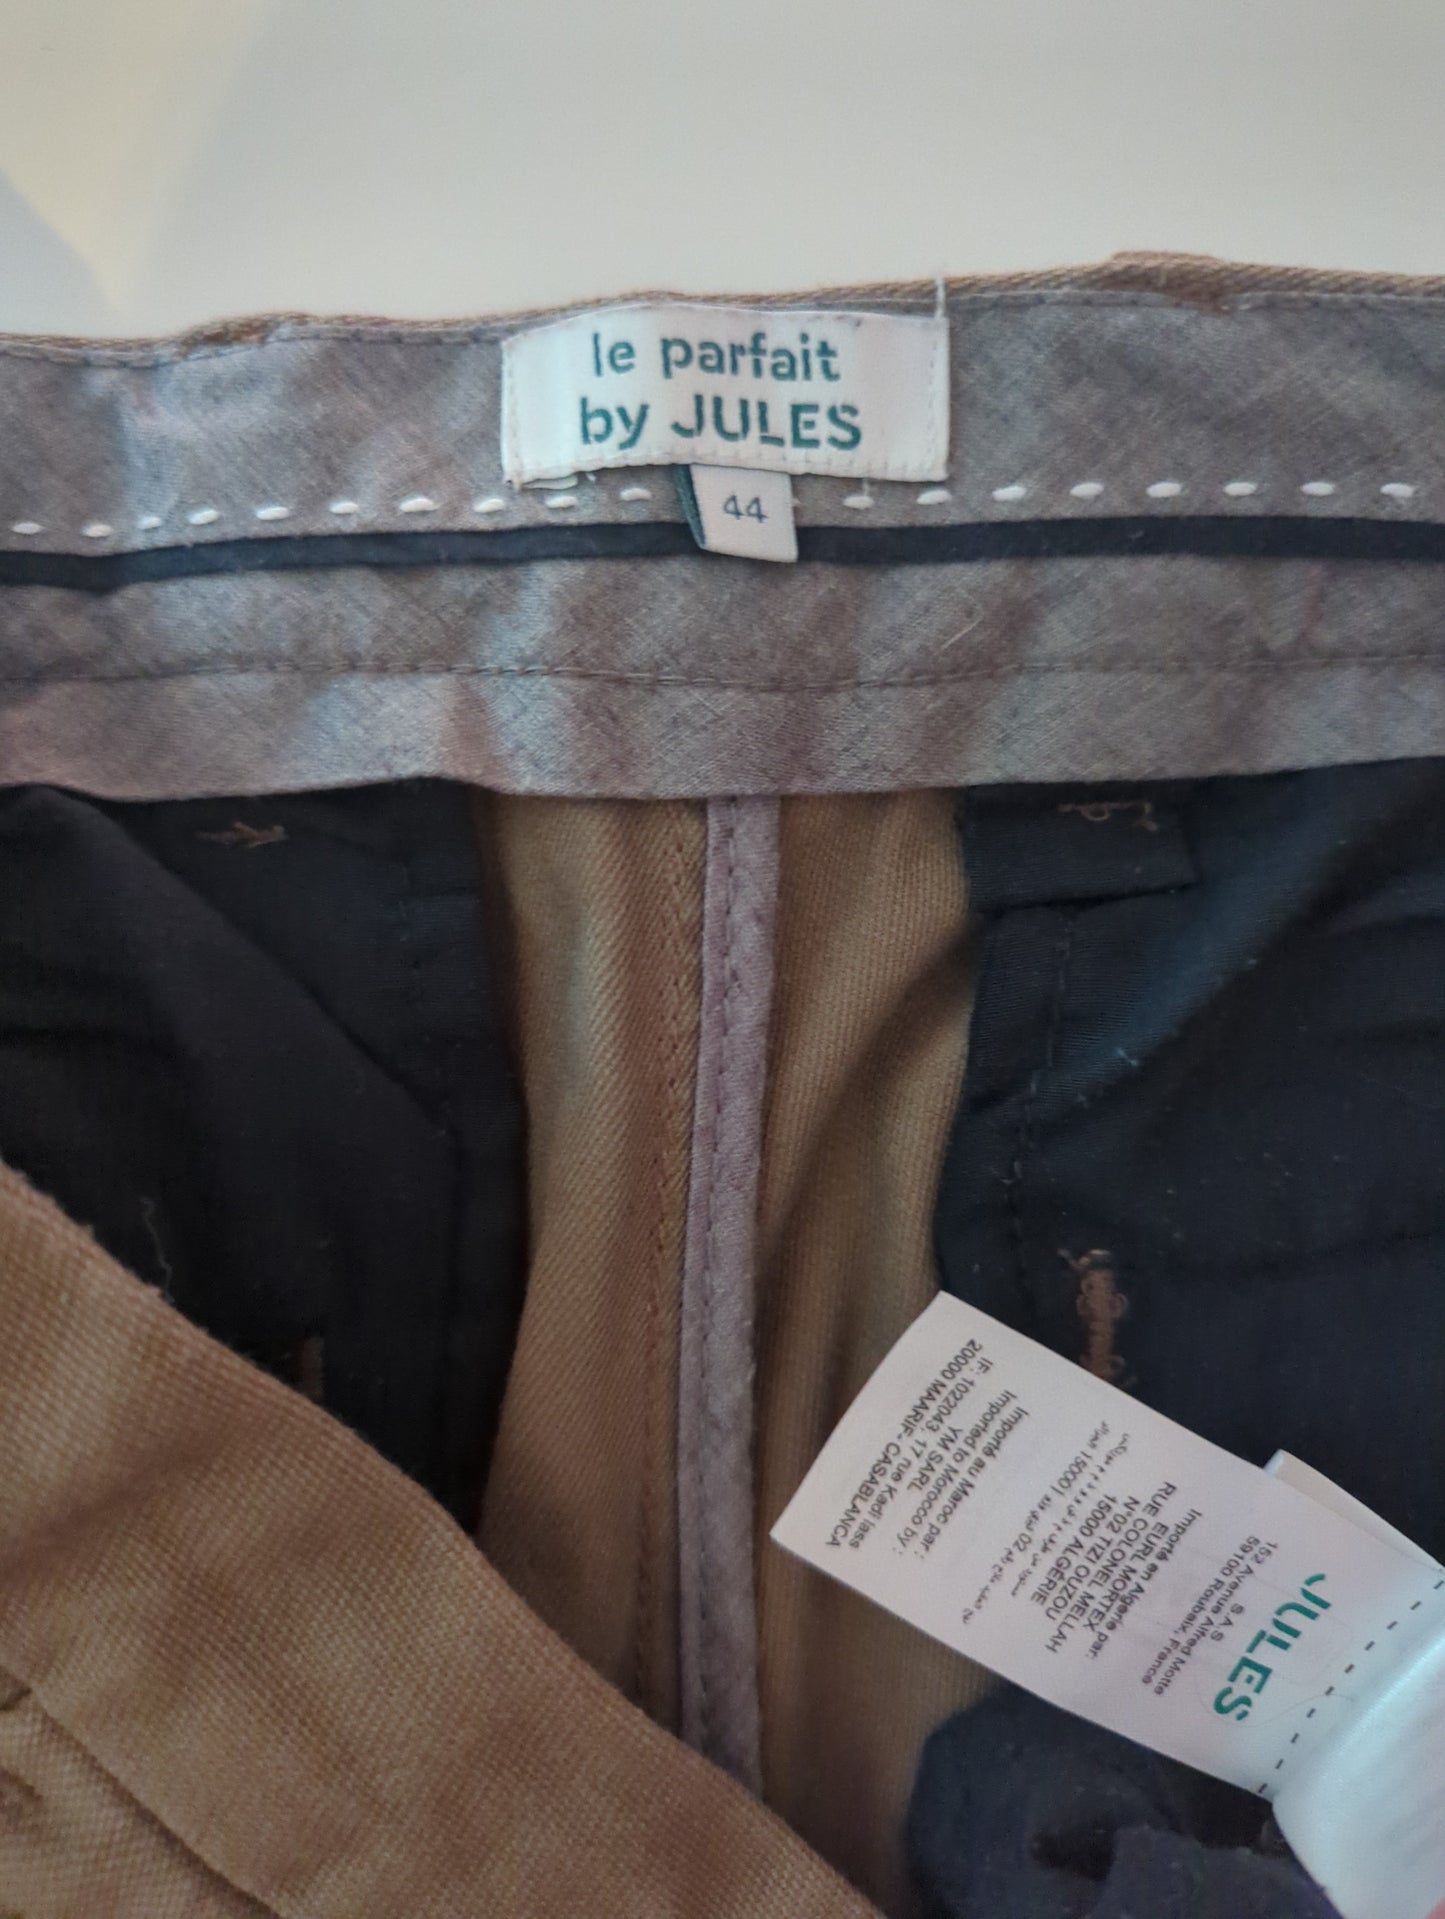 le parfait
by JULES
44
JULES
S.A.S
152 Avenue Alfred Motte
59100 Roubaix, France
Importé en Algérie par:
EURL MORTEX
RUE COLONEL MELLAH
N°02 TIZI OUZOU
15000 ALGÉRIE
Importé au Maroc par:
Imported to Morocco by:
YM SARL
IF: 1022043, 17 rue Kadi Iass
20000 MAARIF-CASABLANCA